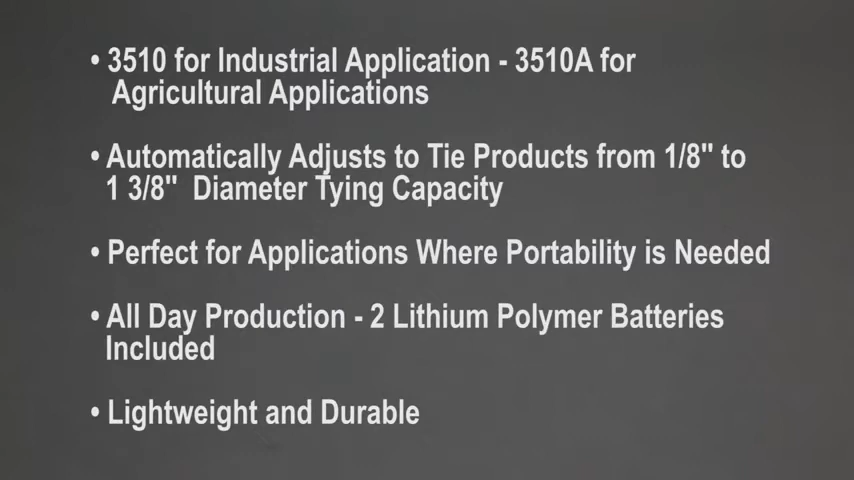 • 3510 for Industrial Application - 3510A for
Agricultural Applications
• Automatically Adjusts to Tie Products from 1/8" to
1 3/8" Diameter Tying Capacity
• Perfect for Applications Where Portability is Needed
• All Day Production - 2 Lithium Polymer Batteries
Included
• Lightweight and Durable